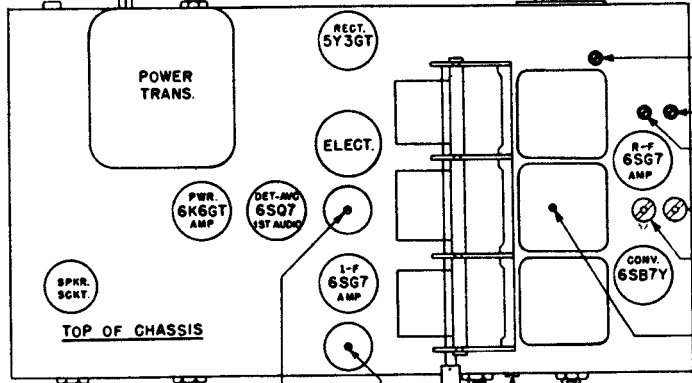 RECT.
5Y3GT
POWER
TRANS.
ELECT.
R-F
6SG7
AMP
PWR.
6K6GT
AMP
DET-AVC
6SQ7
1ST AUDIO
I-F
6SG7
AMP
CONV.
6SB7Y
SPKR.
SCKT.
TOP OF CHASSIS